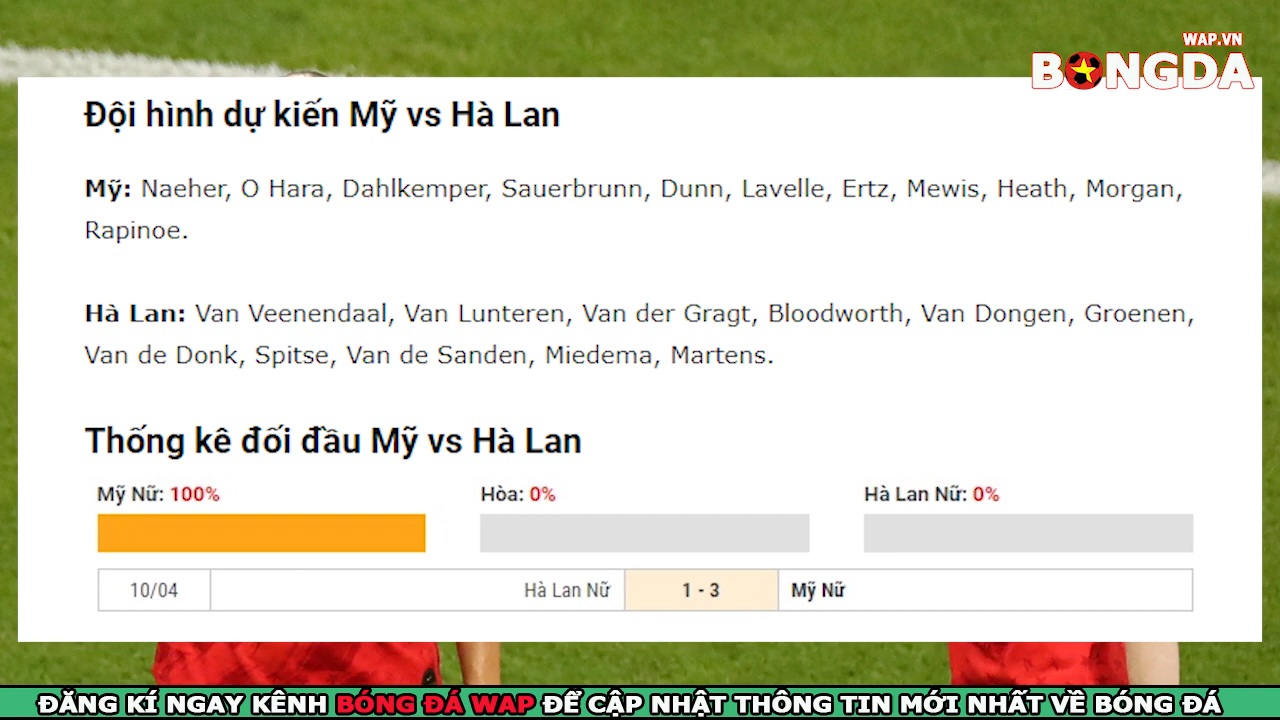 WAP.VN
BONGDA
Đội hình dự kiến Mỹ vs Hà Lan
Mỹ: Naeher, O Hara, Dahlkemper, Sauerbrunn, Dunn, Lavelle, Ertz, Mewis, Heath, Morgan,
Rapinoe.
Hà Lan: Van Veenendaal, Van Lunteren, Van der Gragt, Bloodworth, Van Dongen, Groenen,
Van de Donk, Spitse, Van de Sanden, Miedema, Martens.
Thống kê đối đầu Mỹ vs Hà Lan
Mỹ Nữ: 100% Hòa: 0% Hà Lan Nữ: 0%
10/04 Hà Lan Nữ 1 - 3 Mỹ Nữ
ĐĂNG KÍ NGAY KÊNH BÓNG ĐÁ WAP ĐỂ CẬP NHẬT THÔNG TIN MỚI NHẤT VỀ BÓNG ĐÁ